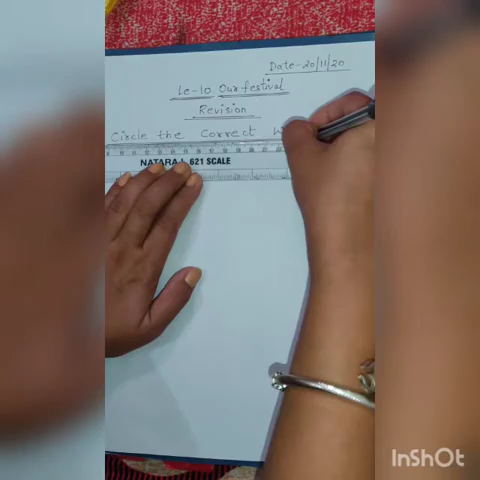 Date-20/11/20
Le-10 Our festival
Revision
Circle the Correct
NATARAJ 621 SCALE
InShOt